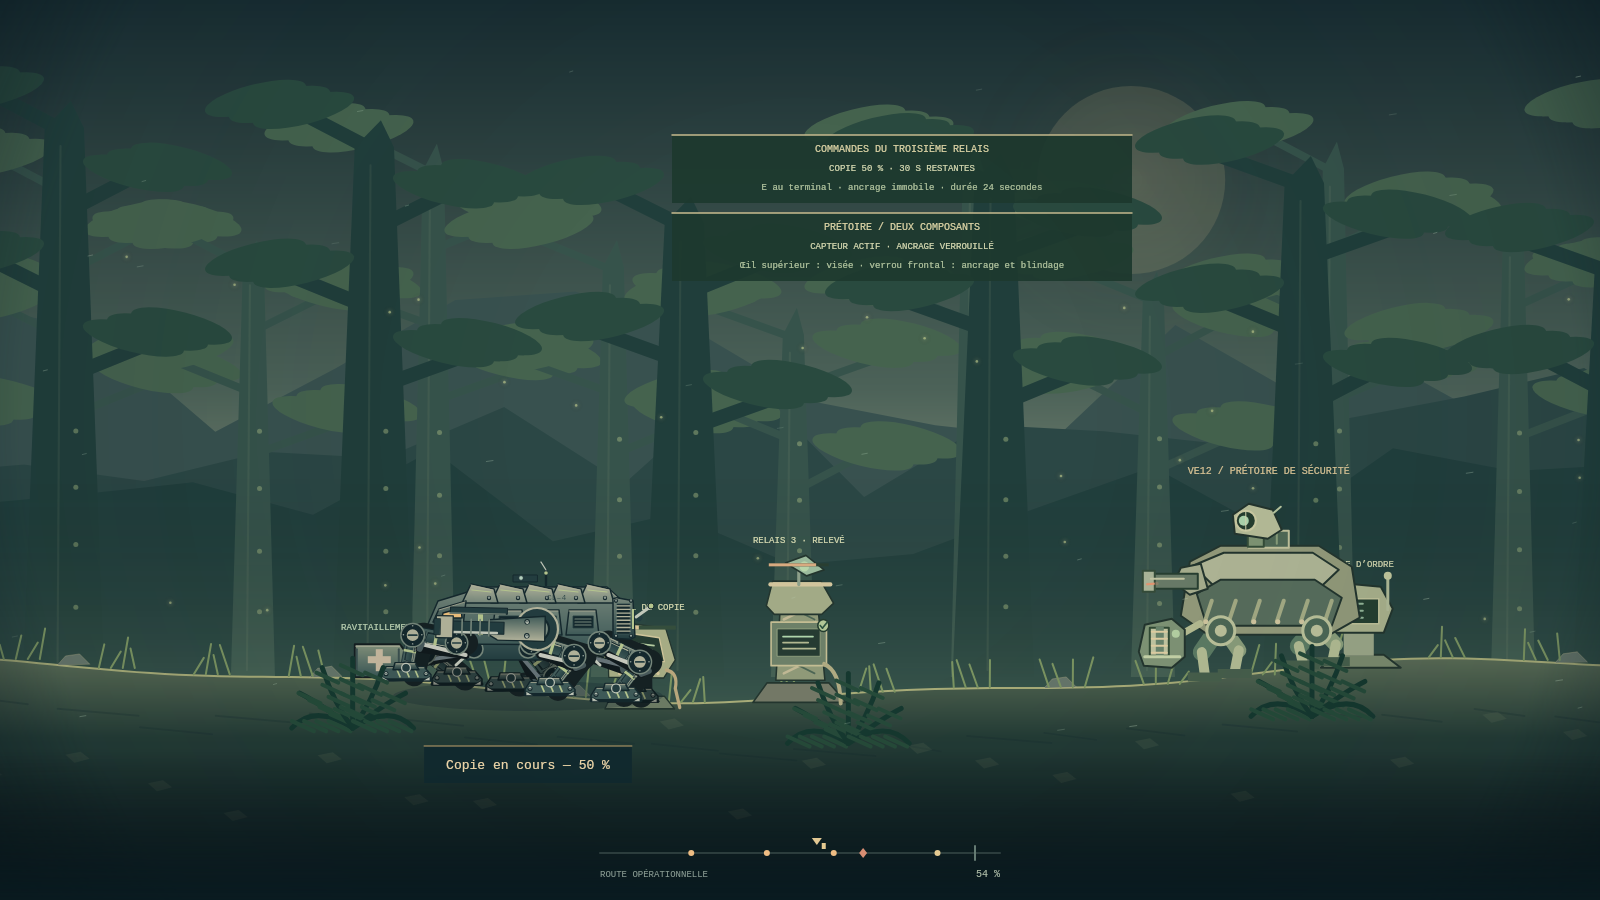 COMMANDES DU TROISIÈME RELAIS
COPIE 50 % · 30 S RESTANTES
E au terminal · ancrage immobile · durée 24 secondes
PRÉTOIRE / DEUX COMPOSANTS
CAPTEUR ACTIF · ANCRAGE VERROUILLÉ
Œil supérieur : visée · verrou frontal : ancrage et blindage
VE12 / PRÉTOIRE DE SÉCURITÉ
RELAIS 3 · RELEVÉ
D'ORDRE
COPIE
RAVITAILLEME
Copie en cours — 50 %
ROUTE OPÉRATIONNELLE
54 %